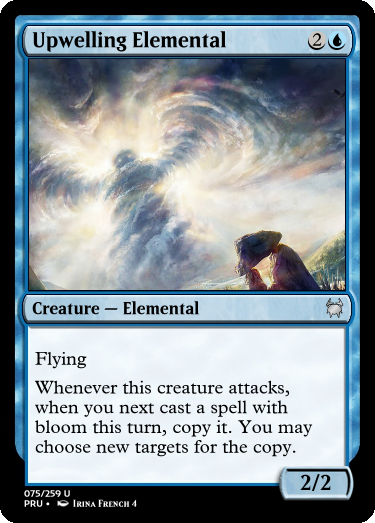 Upwelling Elemental 2
Creature — Elemental
Flying
Whenever this creature attacks,
when you next cast a spell with
bloom this turn, copy it. You may
choose new targets for the copy.
2/2
075/259 U
PRU • Irina French 4